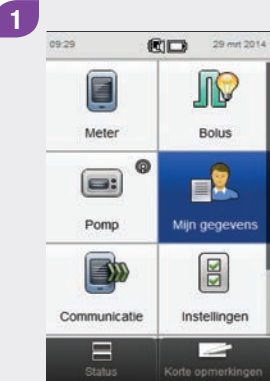 1
09:29 29 mrt 2014
Meter Bolus
Pomp Mijn gegevens
Communicatie Instellingen
Status Korte opmerkingen